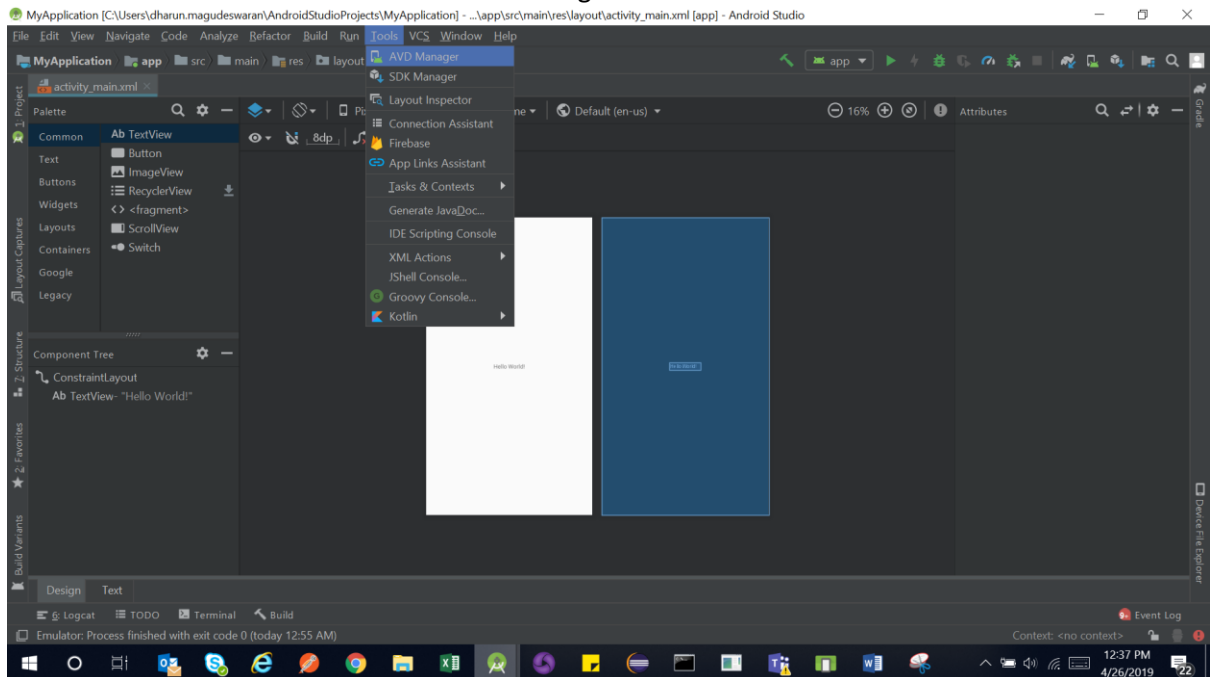 MyApplication [C:\Users\dharun.magudeswaran\AndroidStudioProjects\MyApplication] - ...\app\src\main\res\layout\activity_main.xml [app] - Android Studio
File Edit View Navigate Code Analyze Refactor Build Run Tools VCS Window Help
MyApplication app src main res layout
AVD Manager
app
SDK Manager
activity_main.xml
Layout Inspector
Palette
Default (en-us)
16%
Attributes
Common
Ab TextView
8dp
Connection Assistant
Text
Button
Firebase
Buttons
ImageView
App Links Assistant
Widgets
RecyclerView
Tasks & Contexts
<fragment>
Generate JavaDoc...
Layouts
ScrollView
IDE Scripting Console
Containers
Switch
XML Actions
Google
JShell Console...
Legacy
Groovy Console...
Kotlin
Component Tree
ConstraintLayout
Ab TextView- "Hello World!"
Hello World!
Hello World!
1: Project
Layout Captures
Z: Structure
2: Favorites
Build Variants
Gradle
Device File Explorer
Design Text
6: Logcat TODO Terminal Build
Event Log
Emulator: Process finished with exit code 0 (today 12:55 AM)
Context: <no context>
12:37 PM
4/26/2019
22